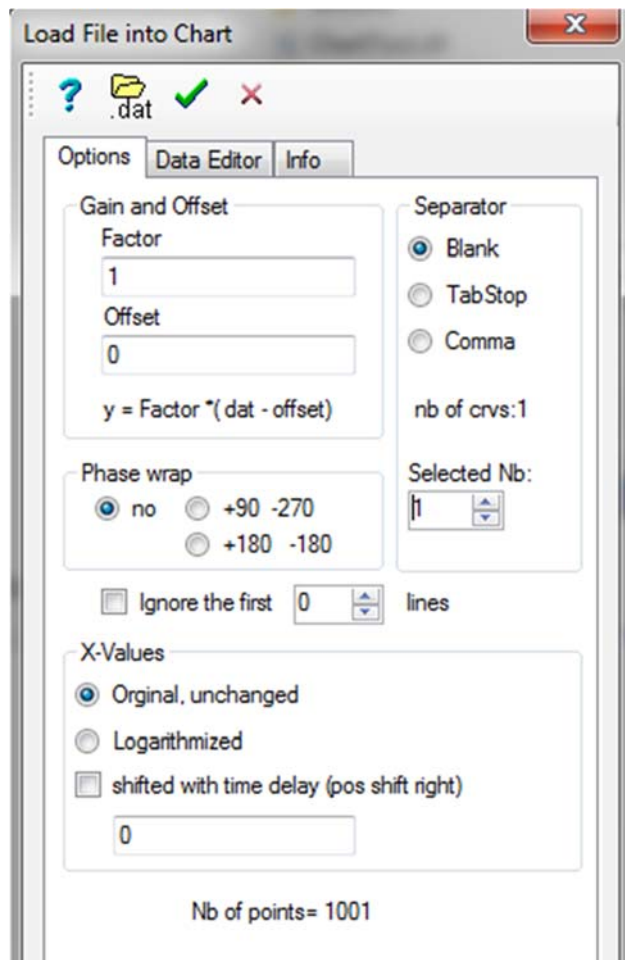 Load File into Chart
.dat
Options Data Editor Info
Gain and Offset
Factor
1
Offset
0
y = Factor *( dat - offset)
Separator
Blank
TabStop
Comma
nb of crvs:1
Selected Nb:
1
Phase wrap
no +90 -270
+180 -180
Ignore the first 0 lines
X-Values
Orginal, unchanged
Logarithmized
shifted with time delay (pos shift right)
0
Nb of points= 1001